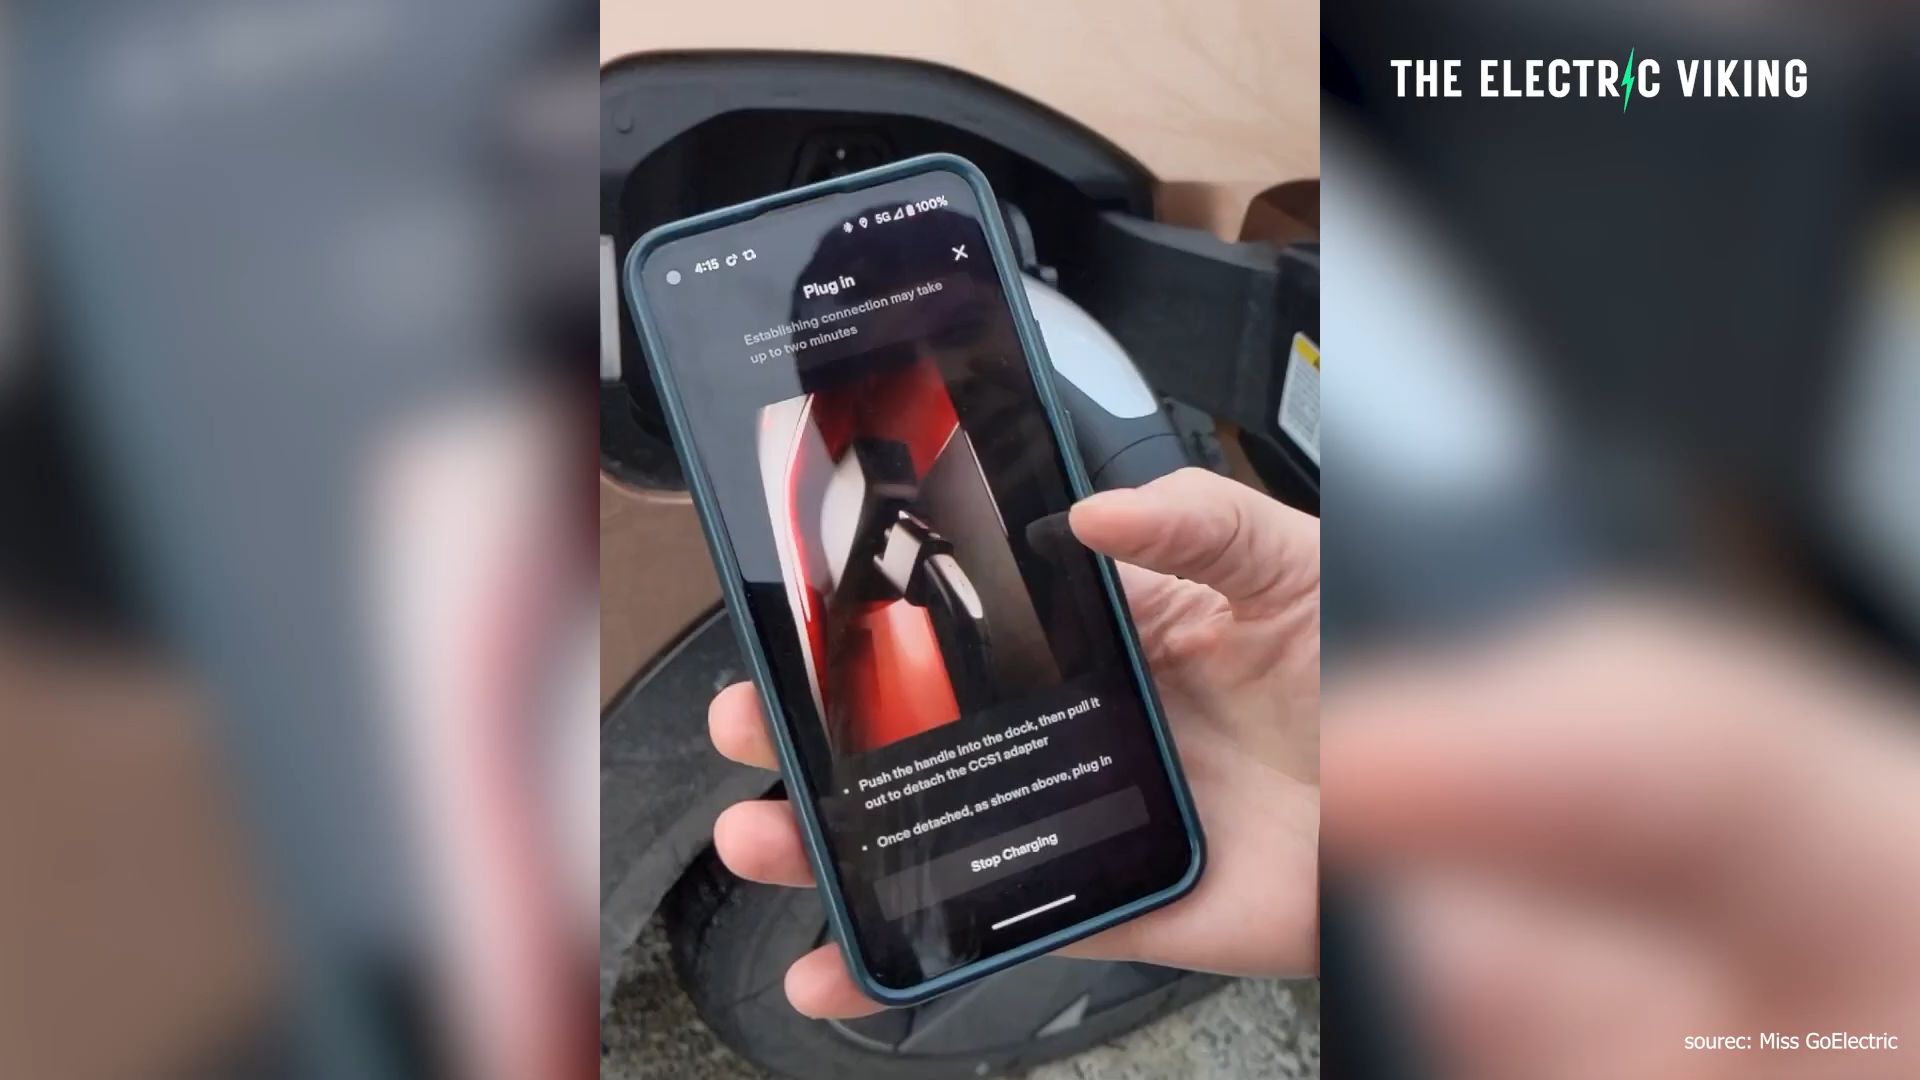 THE ELECTRIC VIKING
4:15
5G
100%
Plug in
Establishing connection may take
up to two minutes
• Push the handle into the dock, then pull it
out to detach the CCS1 adapter
• Once detached, as shown above, plug in
Stop Charging
sourec: Miss GoElectric